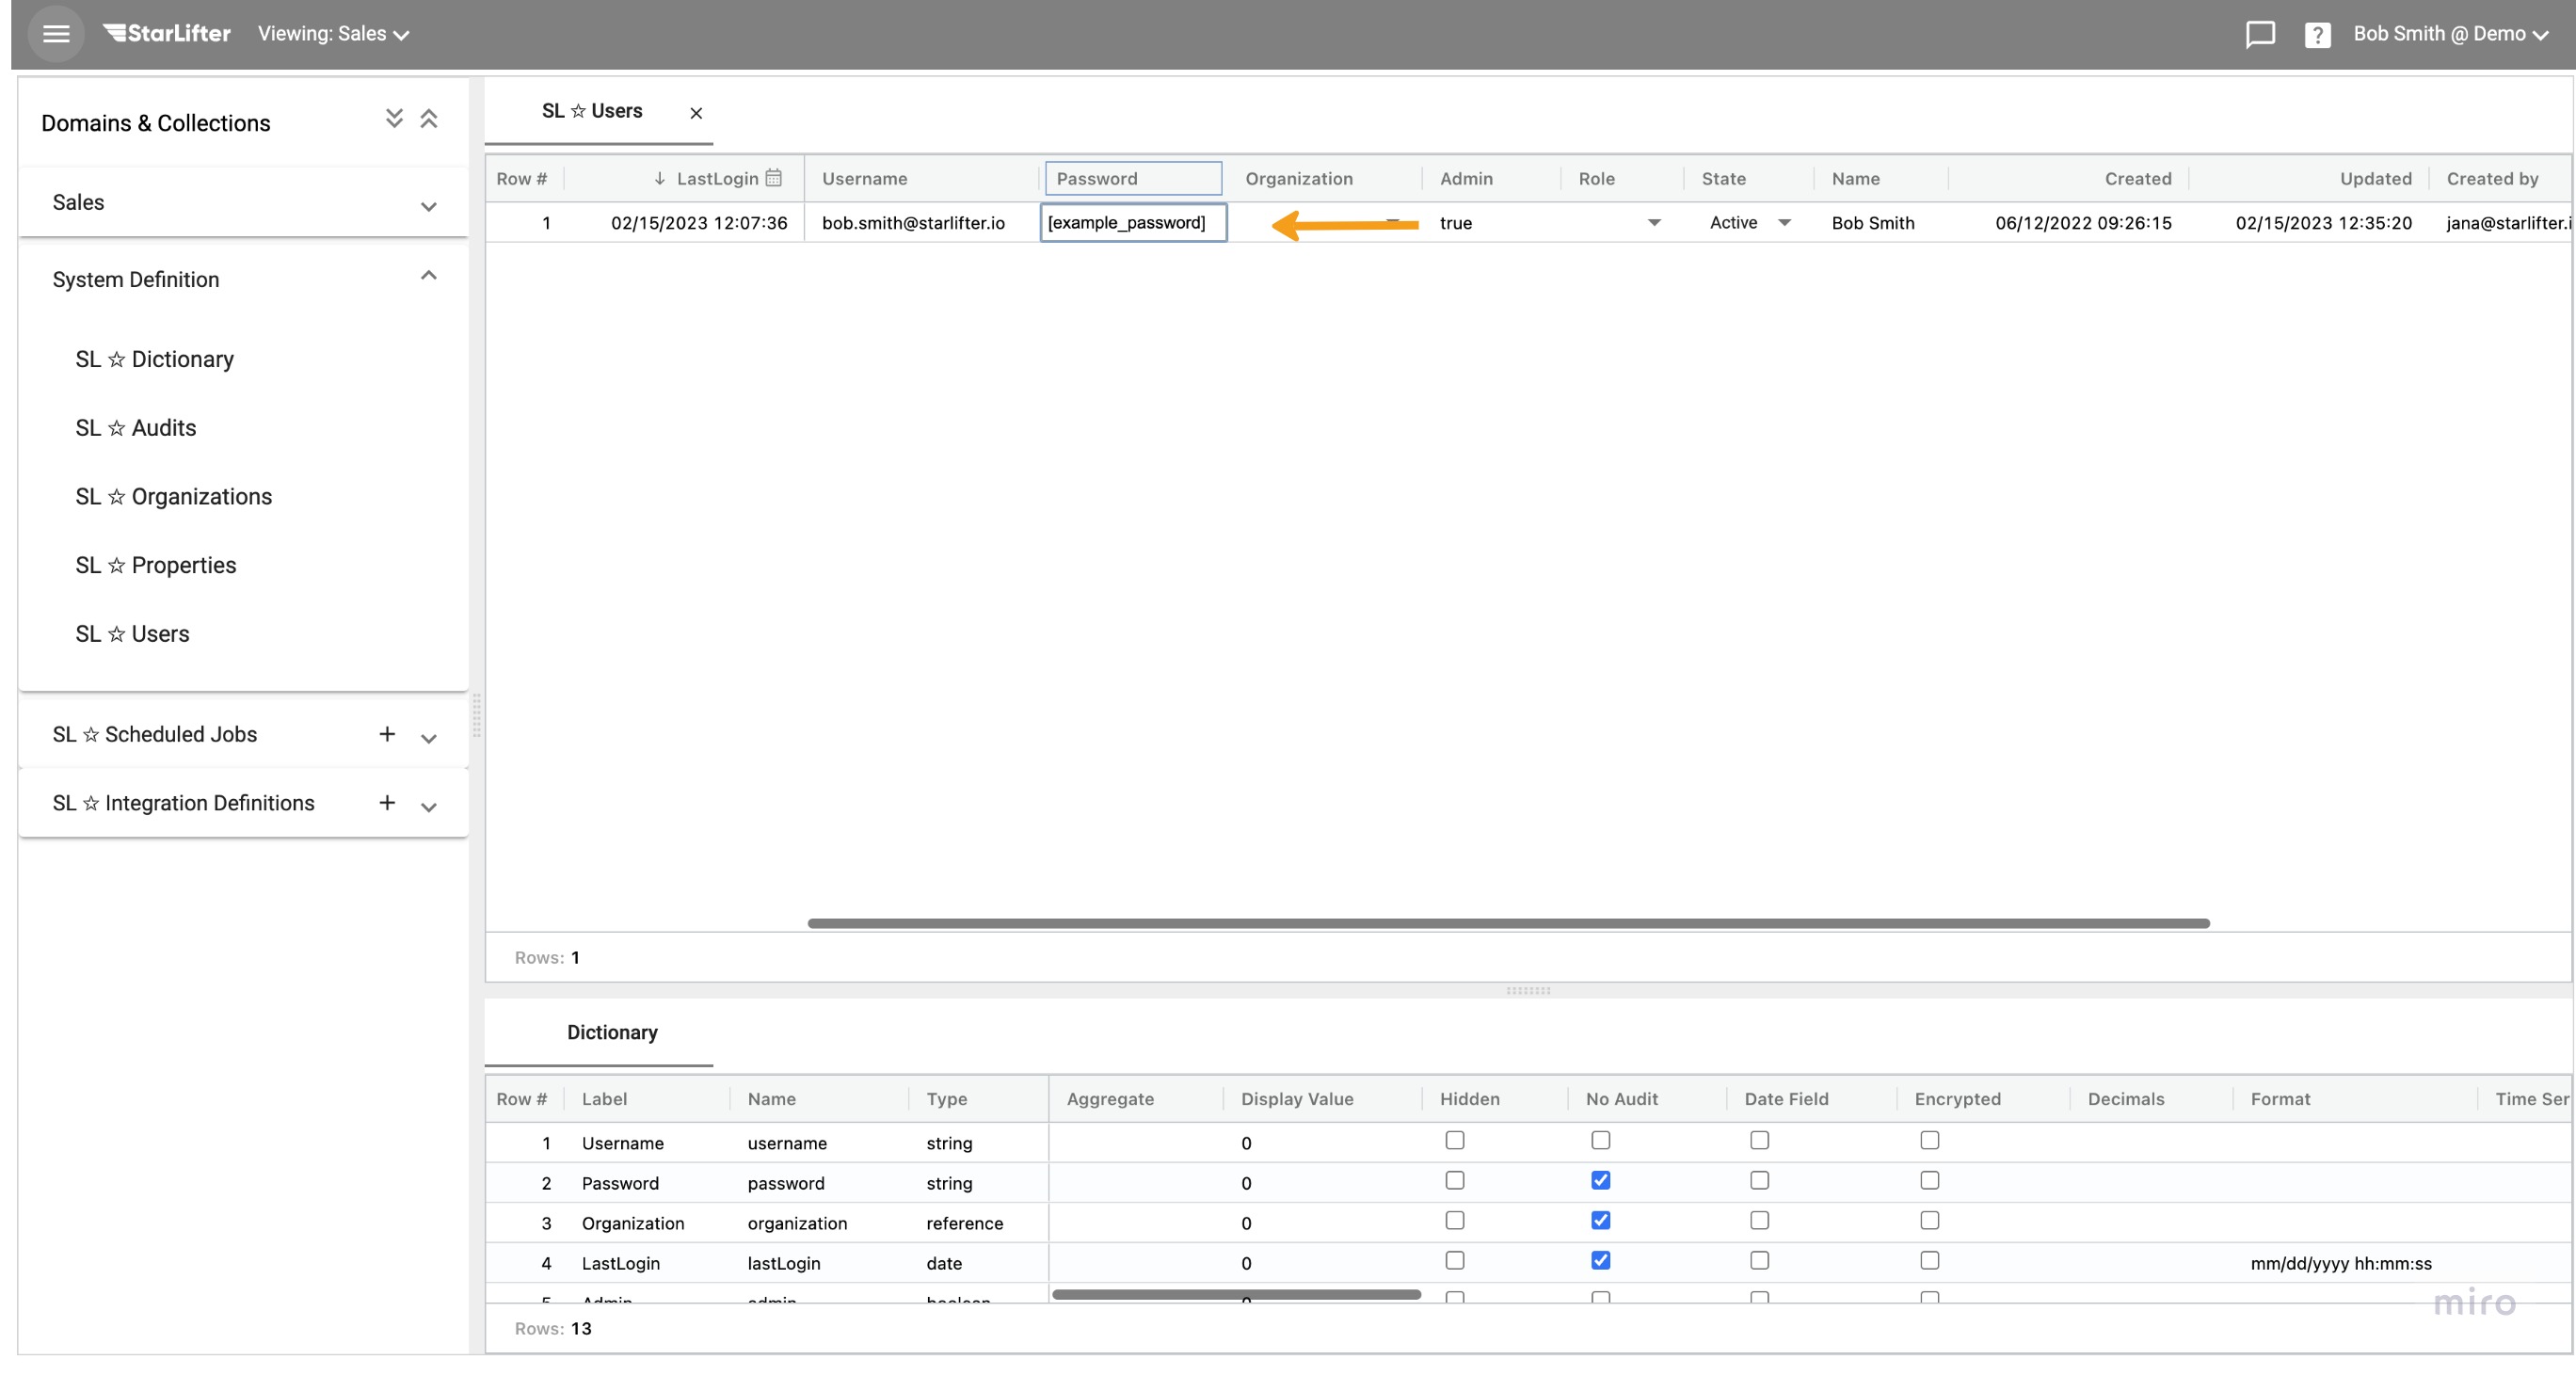 StarLifter Viewing: Sales Bob Smith @ Demo
Domains & Collections
Sales
System Definition
SL ☆ Dictionary
SL ☆ Audits
SL ☆ Organizations
SL ☆ Properties
SL ☆ Users
SL ☆ Scheduled Jobs
SL ☆ Integration Definitions
SL ☆ Users
Row # LastLogin Username Password Organization Admin Role State Name Created Updated Created by
1 02/15/2023 12:07:36 bob.smith@starlifter.io [example_password] true Active Bob Smith 06/12/2022 09:26:15 02/15/2023 12:35:20 jana@starlifter.i
Rows: 1
Dictionary
Row # Label Name Type Aggregate Display Value Hidden No Audit Date Field Encrypted Decimals Format Time Ser
1 Username username string 0
2 Password password string 0
3 Organization organization reference 0
4 LastLogin lastLogin date 0 mm/dd/yyyy hh:mm:ss
5 Admin admin boolean 0
Rows: 13
miro